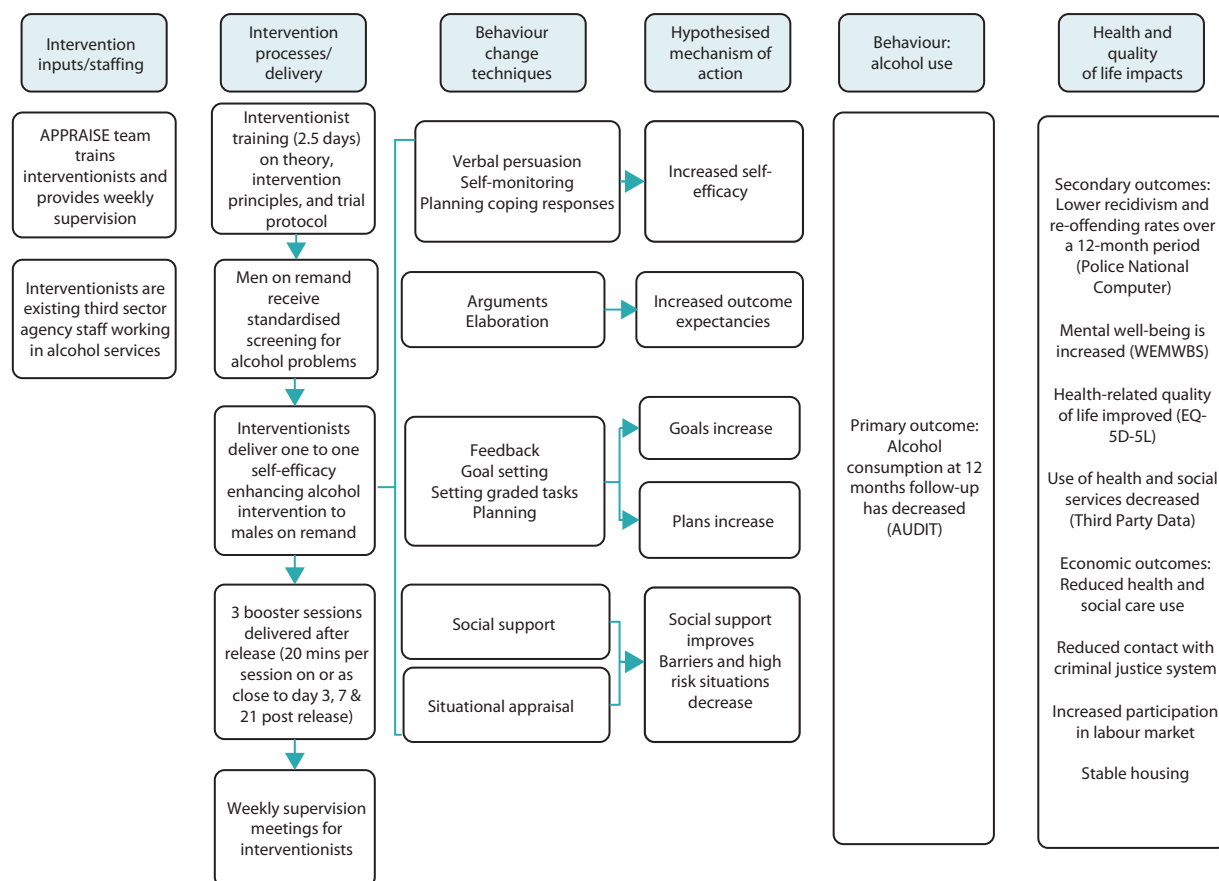 Intervention
inputs/staffing
APPRAISE team
trains
interventionists and
provides weekly
supervision
Interventionists are
existing third sector
agency staff working
in alcohol services
Intervention
processes/
delivery
Interventionist
training (2.5 days)
on theory,
intervention
principles, and trial
protocol
Men on remand
receive
standardised
screening for
alcohol problems
Interventionists
deliver one to one
self-efficacy
enhancing alcohol
intervention to
males on remand
3 booster sessions
delivered after
release (20 mins per
session on or as
close to day 3, 7 &
21 post release)
Weekly supervision
meetings for
interventionists
Behaviour
change
techniques
Verbal persuasion
Self-monitoring
Planning coping responses
Arguments
Elaboration
Feedback
Goal setting
Setting graded tasks
Planning
Social support
Situational appraisal
Hypothesised
mechanism of
action
Increased self-
efficacy
Increased outcome
expectancies
Goals increase
Plans increase
Social support
improves
Barriers and high
risk situations
decrease
Behaviour:
alcohol use
Primary outcome:
Alcohol
consumption at 12
months follow-up
has decreased
(AUDIT)
Health and
quality
of life impacts
Secondary outcomes:
Lower recidivism and
re-offending rates over
a 12-month period
(Police National
Computer)
Mental well-being is
increased (WEMWBS)
Health-related quality
of life improved (EQ-
5D-5L)
Use of health and social
services decreased
(Third Party Data)
Economic outcomes:
Reduced health and
social care use
Reduced contact with
criminal justice system
Increased participation
in labour market
Stable housing